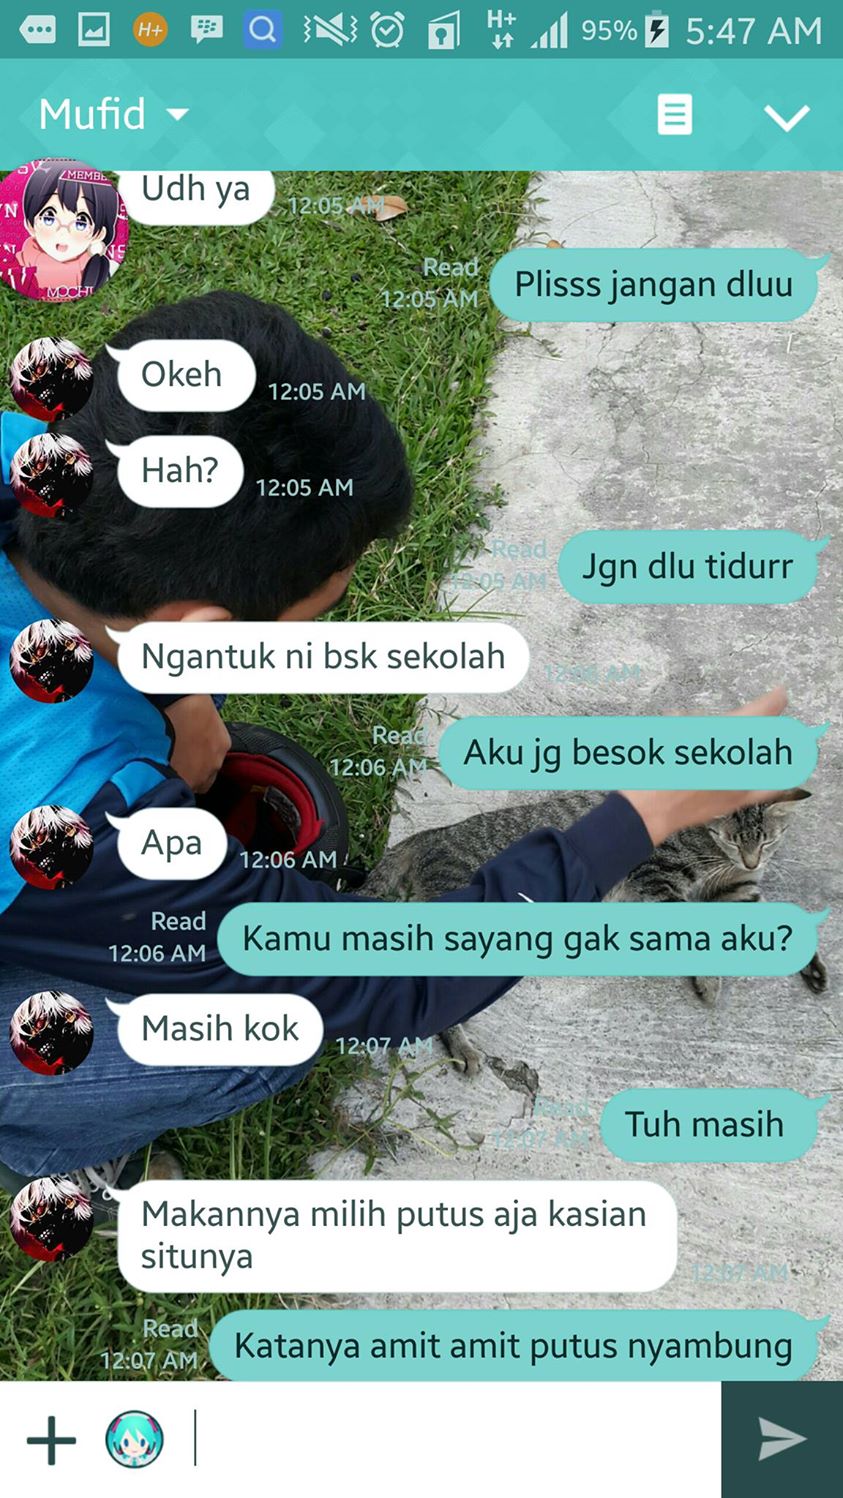 H+
H+
95%
5:47 AM
Mufid
MEMBE
MOCHI
Udh ya
12:05 AM
Read
12:05 AM
Plisss jangan dluu
Okeh
12:05 AM
Hah?
12:05 AM
Read
12:05 AM
Jgn dlu tidurr
Ngantuk ni bsk sekolah
12:06 AM
Read
12:06 AM
Aku jg besok sekolah
Apa
12:06 AM
Read
12:06 AM
Kamu masih sayang gak sama aku?
Masih kok
12:07 AM
Read
12:07 AM
Tuh masih
Makannya milih putus aja kasian
situnya
12:07 AM
Read
12:07 AM
Katanya amit amit putus nyambung